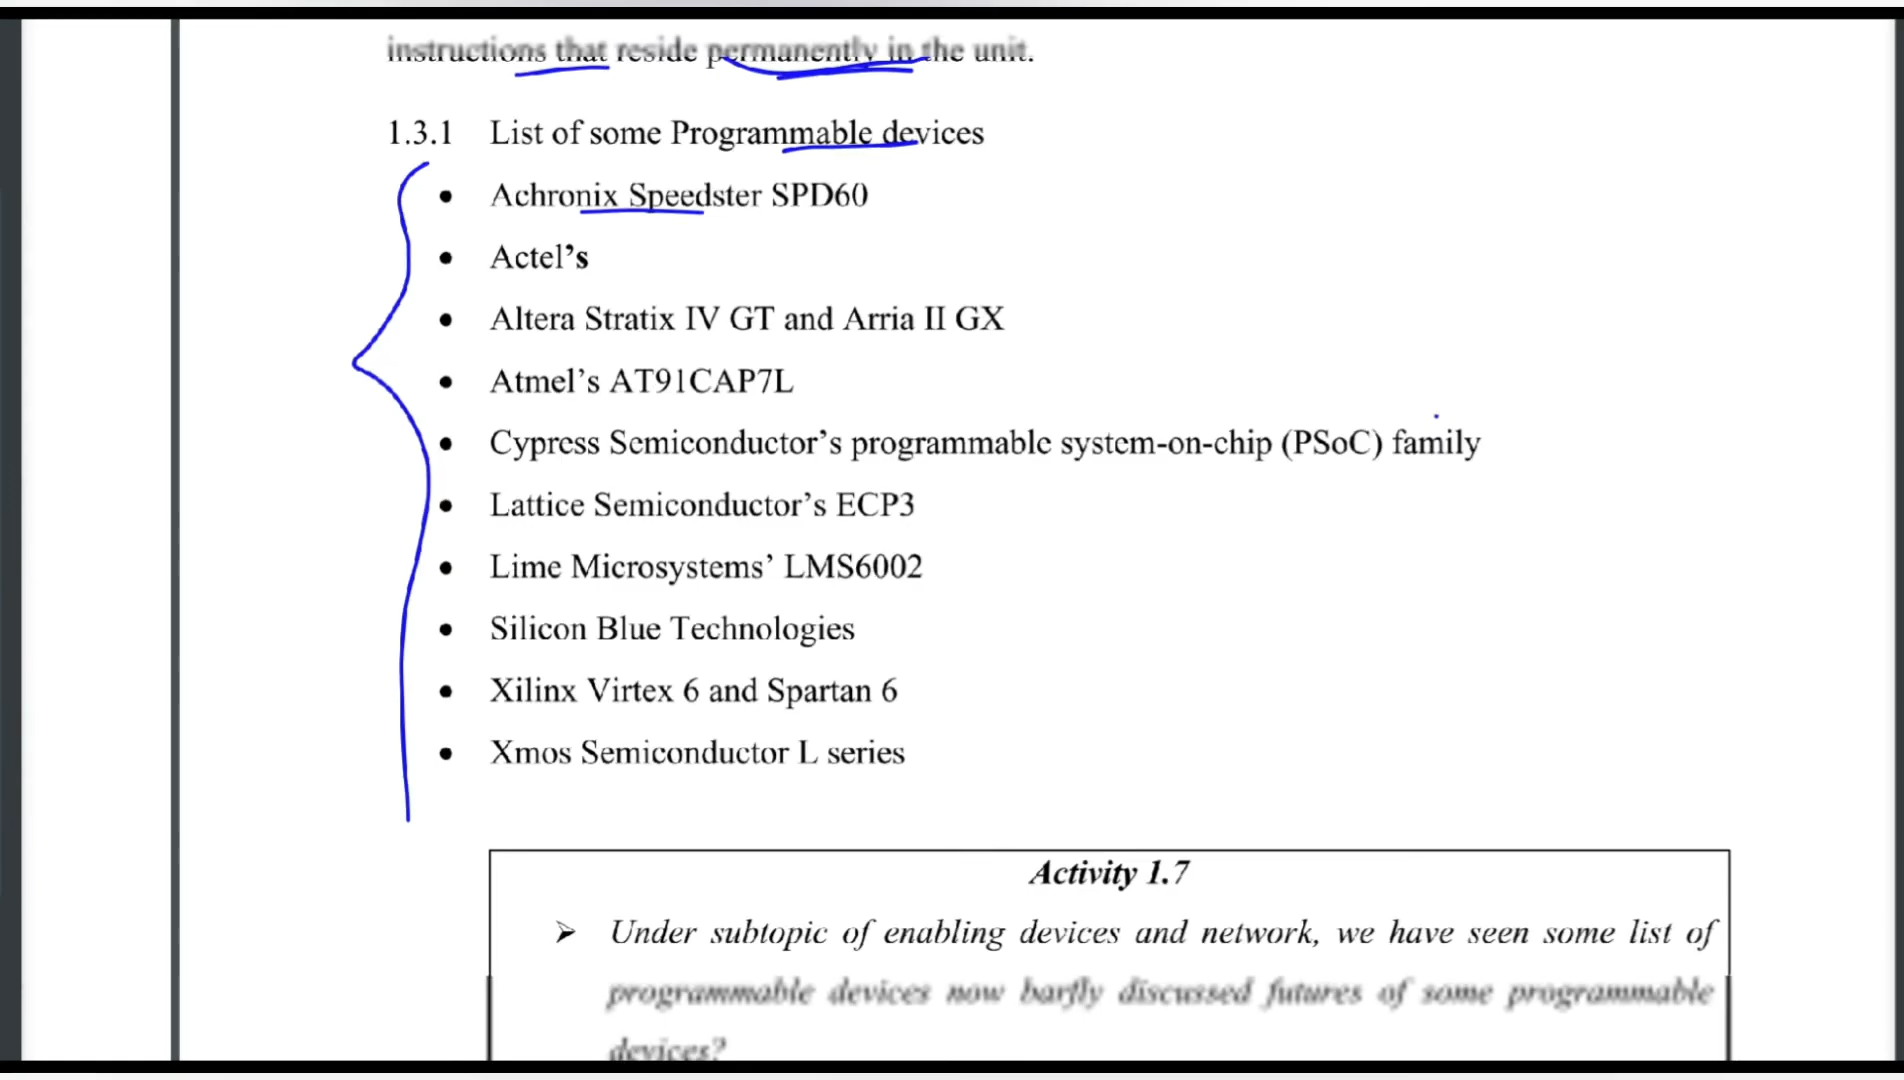 instructions that reside permanently in the unit.
1.3.1 List of some Programmable devices
• Achronix Speedster SPD60
• Actel’s
• Altera Stratix IV GT and Arria II GX
• Atmel’s AT91CAP7L
• Cypress Semiconductor’s programmable system-on-chip (PSoC) family
• Lattice Semiconductor’s ECP3
• Lime Microsystems’ LMS6002
• Silicon Blue Technologies
• Xilinx Virtex 6 and Spartan 6
• Xmos Semiconductor L series
Activity 1.7
➢ Under subtopic of enabling devices and network, we have seen some list of
programmable devices now barfly discussed futures of some programmable
devices?